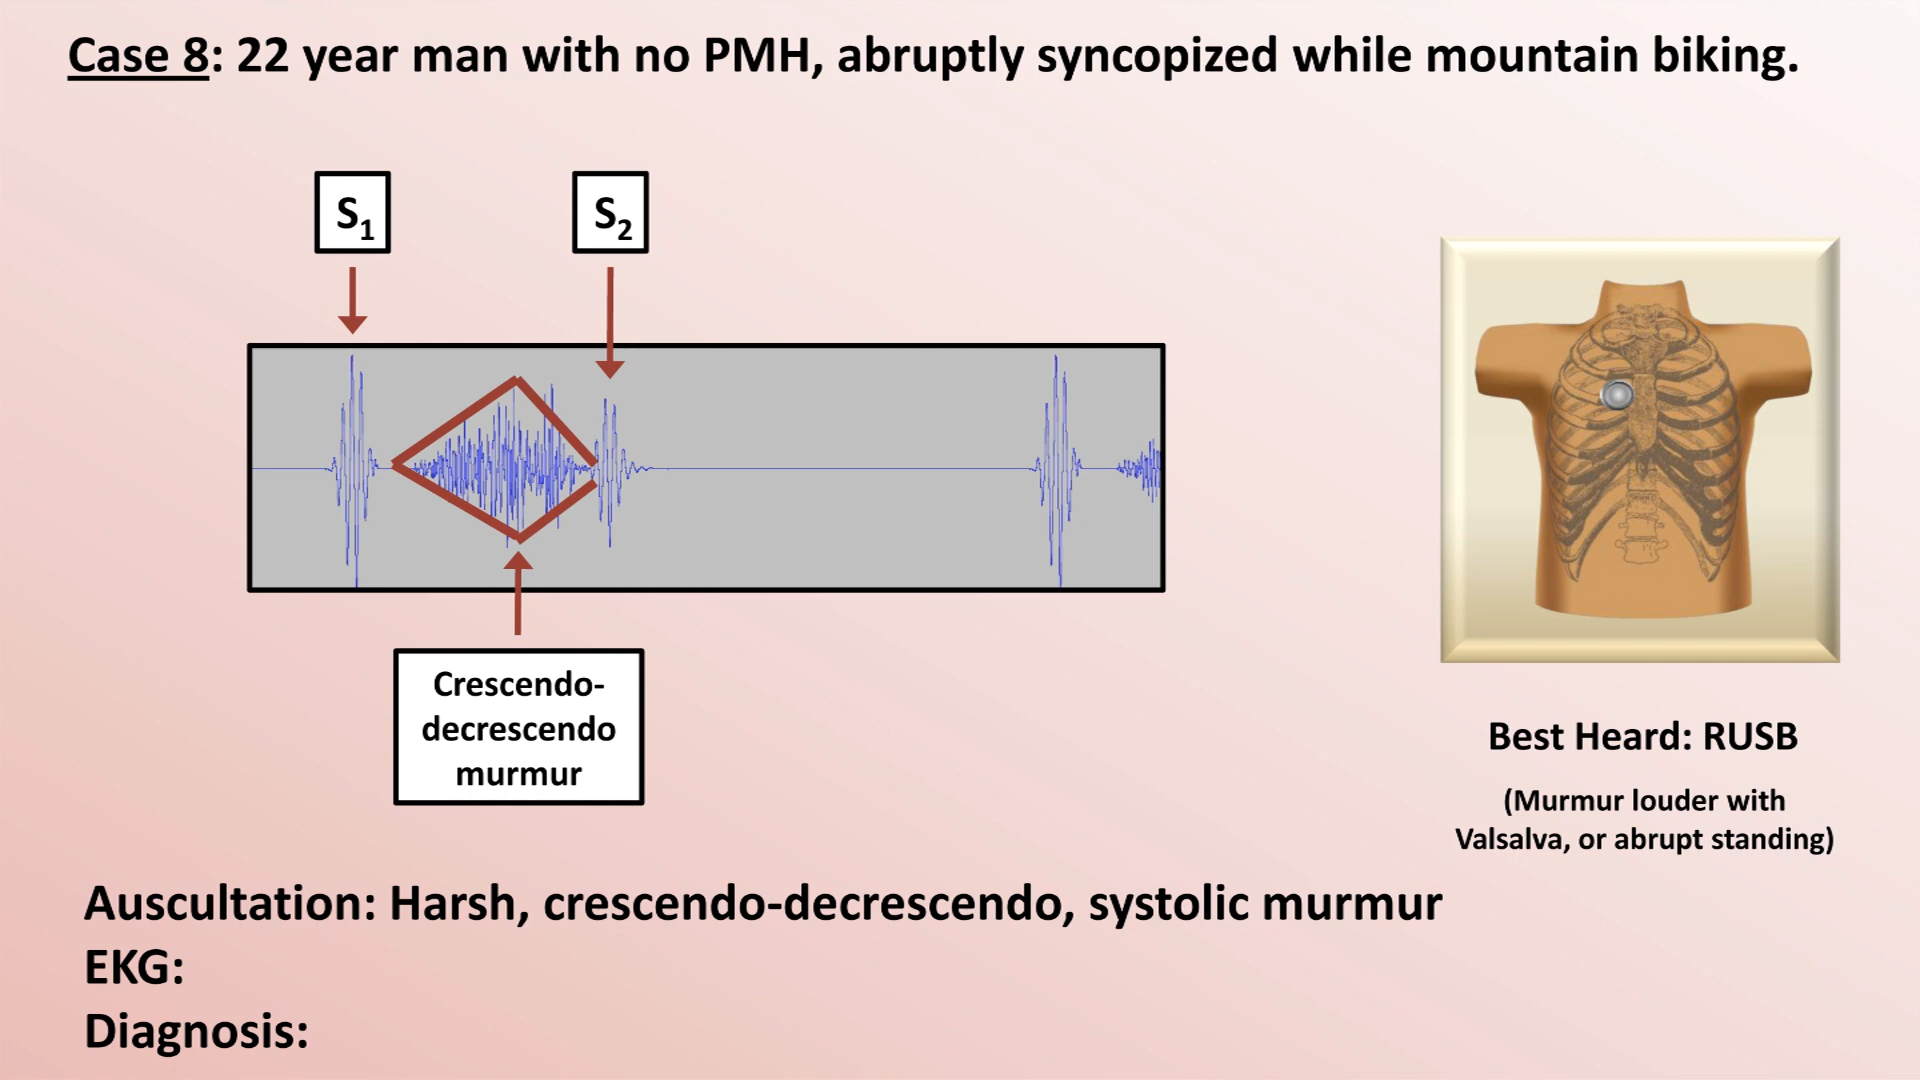 Case 8: 22 year man with no PMH, abruptly syncopized while mountain biking.
S₁
S₂
Crescendo-
decrescendo
murmur
Best Heard: RUSB
(Murmur louder with
Valsalva, or abrupt standing)
Auscultation: Harsh, crescendo-decrescendo, systolic murmur
EKG:
Diagnosis: